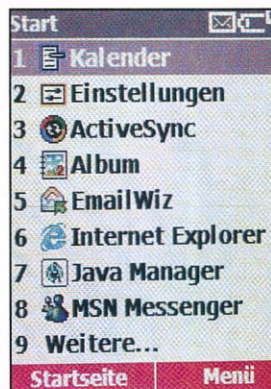 Start
1 Kalender
2 Einstellungen
3 ActiveSync
4 Album
5 EmailWiz
6 Internet Explorer
7 Java Manager
8 MSN Messenger
9 Weitere...
Startseite Menü